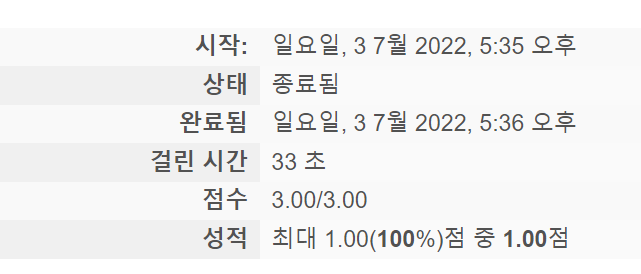 시작: 일요일, 3 7월 2022, 5:35 오후
상태 종료됨
완료됨 일요일, 3 7월 2022, 5:36 오후
걸린 시간 33 초
점수 3.00/3.00
성적 최대 1.00(100%)점 중 1.00점